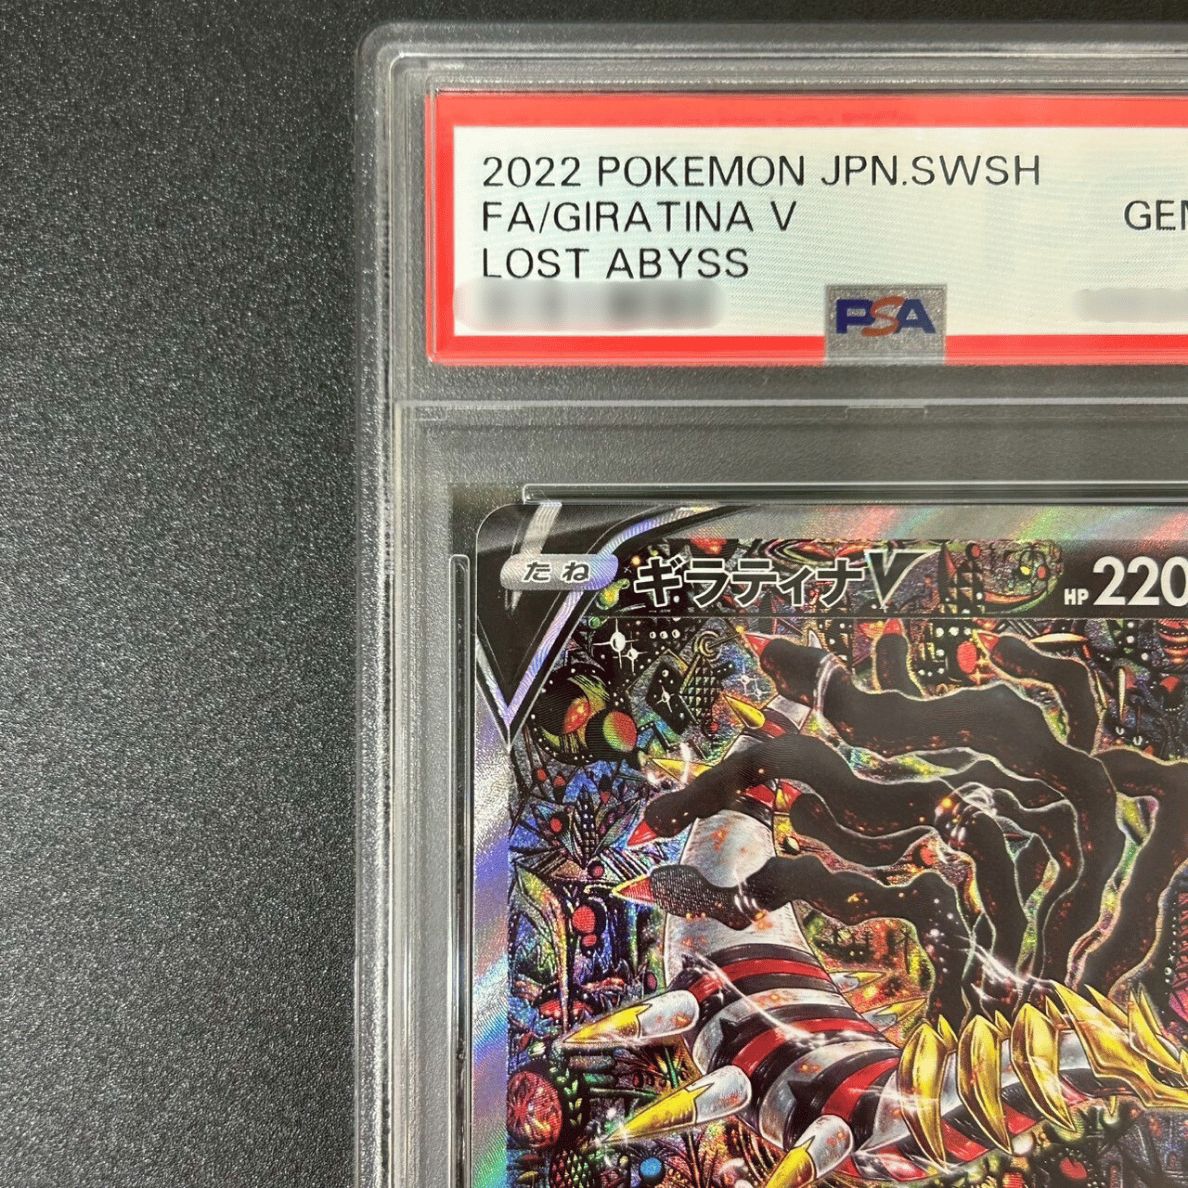 2022 POKEMON JPN.SWSH
FA/GIRATINA V
GEM
LOST ABYSS
PSA
たね
ギラティナV
HP 220